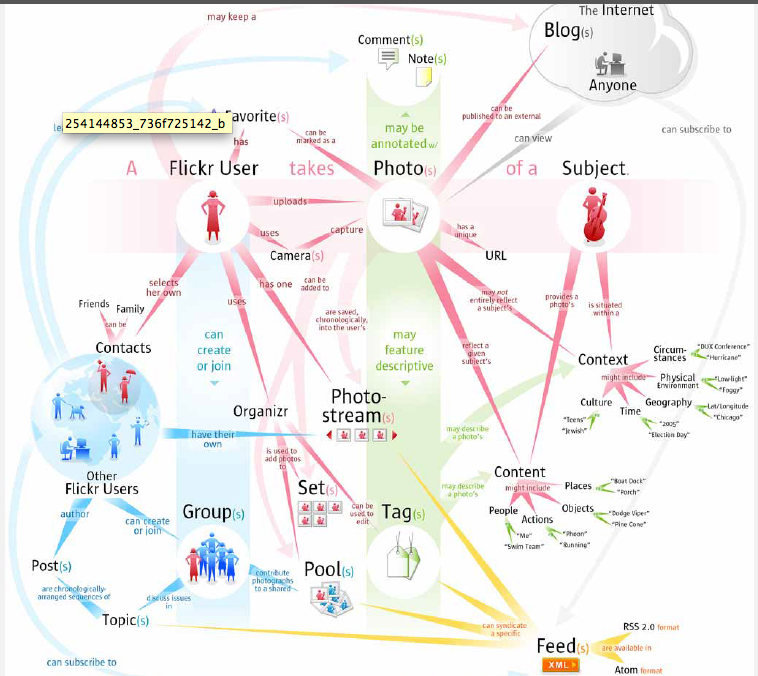 The Internet
may keep a
Blog(s)
Comment(s)
Note(s)
Anyone
Favorite(s)
254144853_736f725142_b
has
can be
marked as a
may be
annotated w/
can be
published to an external
can view
can subscribe to
A Flickr User takes Photo(s) of a Subject.
uploads
uses
capture
Camera(s)
has a
unique
URL
selects
her own
has one
can be
added to
uses
Friends
Family
can be
Contacts
are saved,
chronologically,
into the user's
may not
entirely reflect
a subject's
provides a
photo's
is situated
within a
can
create
or join
may
feature
descriptive
reflect a
given
subject's
Context
might include
Circum-
stances
"DUX Conference"
"Hurricane"
Physical
Environment
"Low-light"
"Foggy"
Geography
Lat/Longitude
"Chicago"
Culture
"Teens"
"Jewish"
Time
"2005"
"Election Day"
Organizr
Photo-
stream(s)
have their
own
is used to
add photos
to
may describe
a photo's
Other
Flickr Users
Set(s)
can be
used to
edit
Tag(s)
may describe
a photo's
Content
might include
Places
"Boat Dock"
"Porch"
Objects
"Dodge Viper"
"Pine Cone"
People
"Me"
"Swim Team"
Actions
"Pheon"
"Running"
author
can create
or join
Group(s)
Post(s)
contribute
photographs
to a shared
Pool(s)
are chronologically-
arranged sequences of
discuss issues
in
Topic(s)
can syndicate
a specific
Feed(s)
XML
RSS 2.0 format
are available in
Atom format
can subscribe to